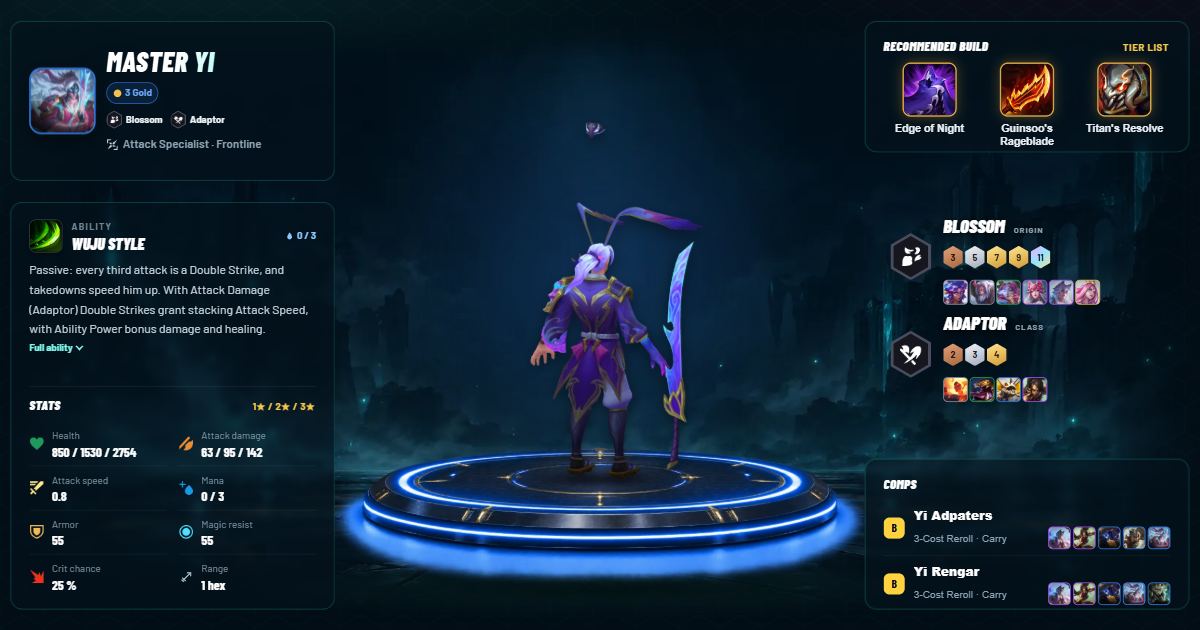 MASTER YI
3 Gold
Blossom Adaptor
Attack Specialist · Frontline
ABILITY
WUJU STYLE
0 / 3
Passive: every third attack is a Double Strike, and
takedowns speed him up. With Attack Damage
(Adaptor) Double Strikes grant stacking Attack Speed,
with Ability Power bonus damage and healing.
Full ability
STATS
1★ / 2★ / 3★
Health
850 / 1530 / 2754
Attack damage
63 / 95 / 142
Attack speed
0.8
Mana
0 / 3
Armor
55
Magic resist
55
Crit chance
25 %
Range
1 hex
RECOMMENDED BUILD
TIER LIST
Edge of Night
Guinsoo's
Rageblade
Titan's Resolve
BLOSSOM ORIGIN
3 5 7 9 11
ADAPTOR CLASS
2 3 4
COMPS
B
Yi Adpaters
3-Cost Reroll · Carry
B
Yi Rengar
3-Cost Reroll · Carry